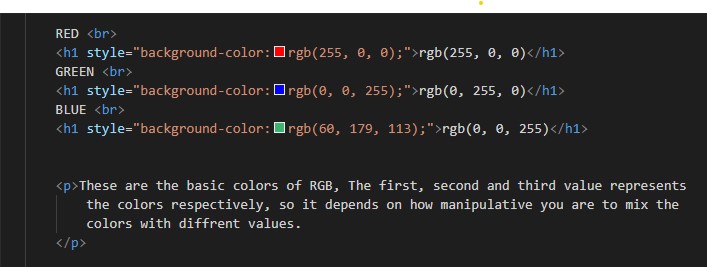 RED <br>
<h1 style="background-color:rgb(255, 0, 0);">rgb(255, 0, 0)</h1>
GREEN <br>
<h1 style="background-color:rgb(0, 0, 255);">rgb(0, 255, 0)</h1>
BLUE <br>
<h1 style="background-color:rgb(60, 179, 113);">rgb(0, 0, 255)</h1>
<p>These are the basic colors of RGB, The first, second and third value represents
the colors respectively, so it depends on how manipulative you are to mix the
colors with diffrent values.
</p>